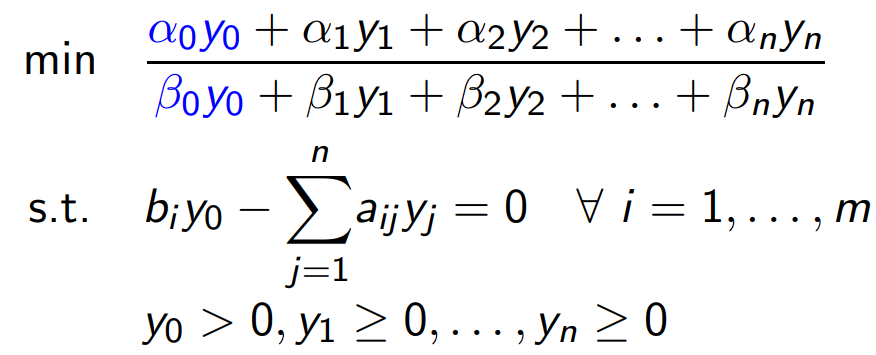 min α₀y₀ + α₁y₁ + α₂y₂ + . . . + αₙyₙ
β₀y₀ + β₁y₁ + β₂y₂ + . . . + βₙyₙ
s.t. bᵢy₀ − ∑ⱼ₌₁ⁿ aᵢⱼyⱼ = 0 ∀ i = 1, . . . , m
y₀ > 0, y₁ ≥ 0, . . . , yₙ ≥ 0